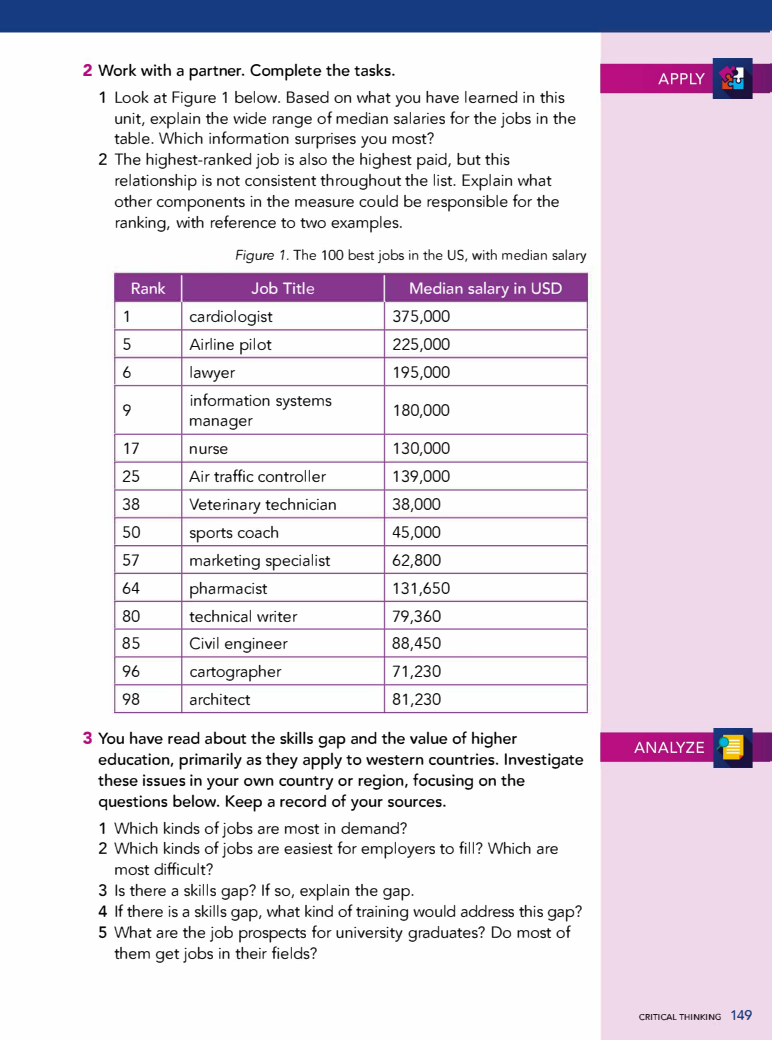 2 Work with a partner. Complete the tasks.
APPLY
1 Look at Figure 1 below. Based on what you have learned in this
unit, explain the wide range of median salaries for the jobs in the
table. Which information surprises you most?
2 The highest-ranked job is also the highest paid, but this
relationship is not consistent throughout the list. Explain what
other components in the measure could be responsible for the
ranking, with reference to two examples.
Figure 1. The 100 best jobs in the US, with median salary
Rank Job Title Median salary in USD
1 cardiologist 375,000
5 Airline pilot 225,000
6 lawyer 195,000
9 information systems
manager 180,000
17 nurse 130,000
25 Air traffic controller 139,000
38 Veterinary technician 38,000
50 sports coach 45,000
57 marketing specialist 62,800
64 pharmacist 131,650
80 technical writer 79,360
85 Civil engineer 88,450
96 cartographer 71,230
98 architect 81,230
3 You have read about the skills gap and the value of higher
education, primarily as they apply to western countries. Investigate
these issues in your own country or region, focusing on the
questions below. Keep a record of your sources.
ANALYZE
1 Which kinds of jobs are most in demand?
2 Which kinds of jobs are easiest for employers to fill? Which are
most difficult?
3 Is there a skills gap? If so, explain the gap.
4 If there is a skills gap, what kind of training would address this gap?
5 What are the job prospects for university graduates? Do most of
them get jobs in their fields?
CRITICAL THINKING 149